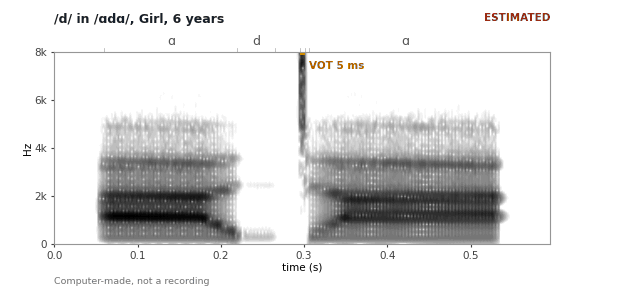 /d/ in /ɑdɑ/, Girl, 6 years
ESTIMATED
ɑ d ɑ
8k
6k
4k
2k
0
Hz
VOT 5 ms
0.0 0.1 0.2 0.3 0.4 0.5
time (s)
Computer-made, not a recording